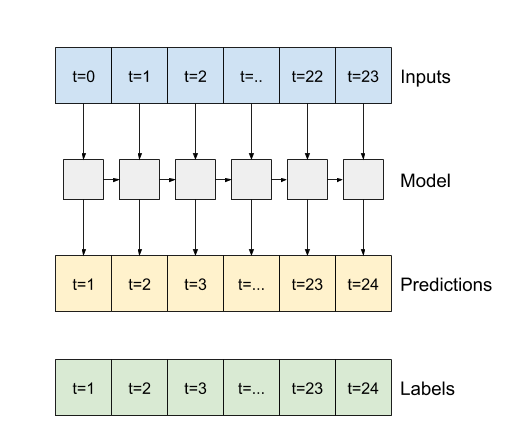 t=0 t=1 t=2 t=.. t=22 t=23 Inputs
Model
t=1 t=2 t=3 t=... t=23 t=24 Predictions
t=1 t=2 t=3 t=... t=23 t=24 Labels